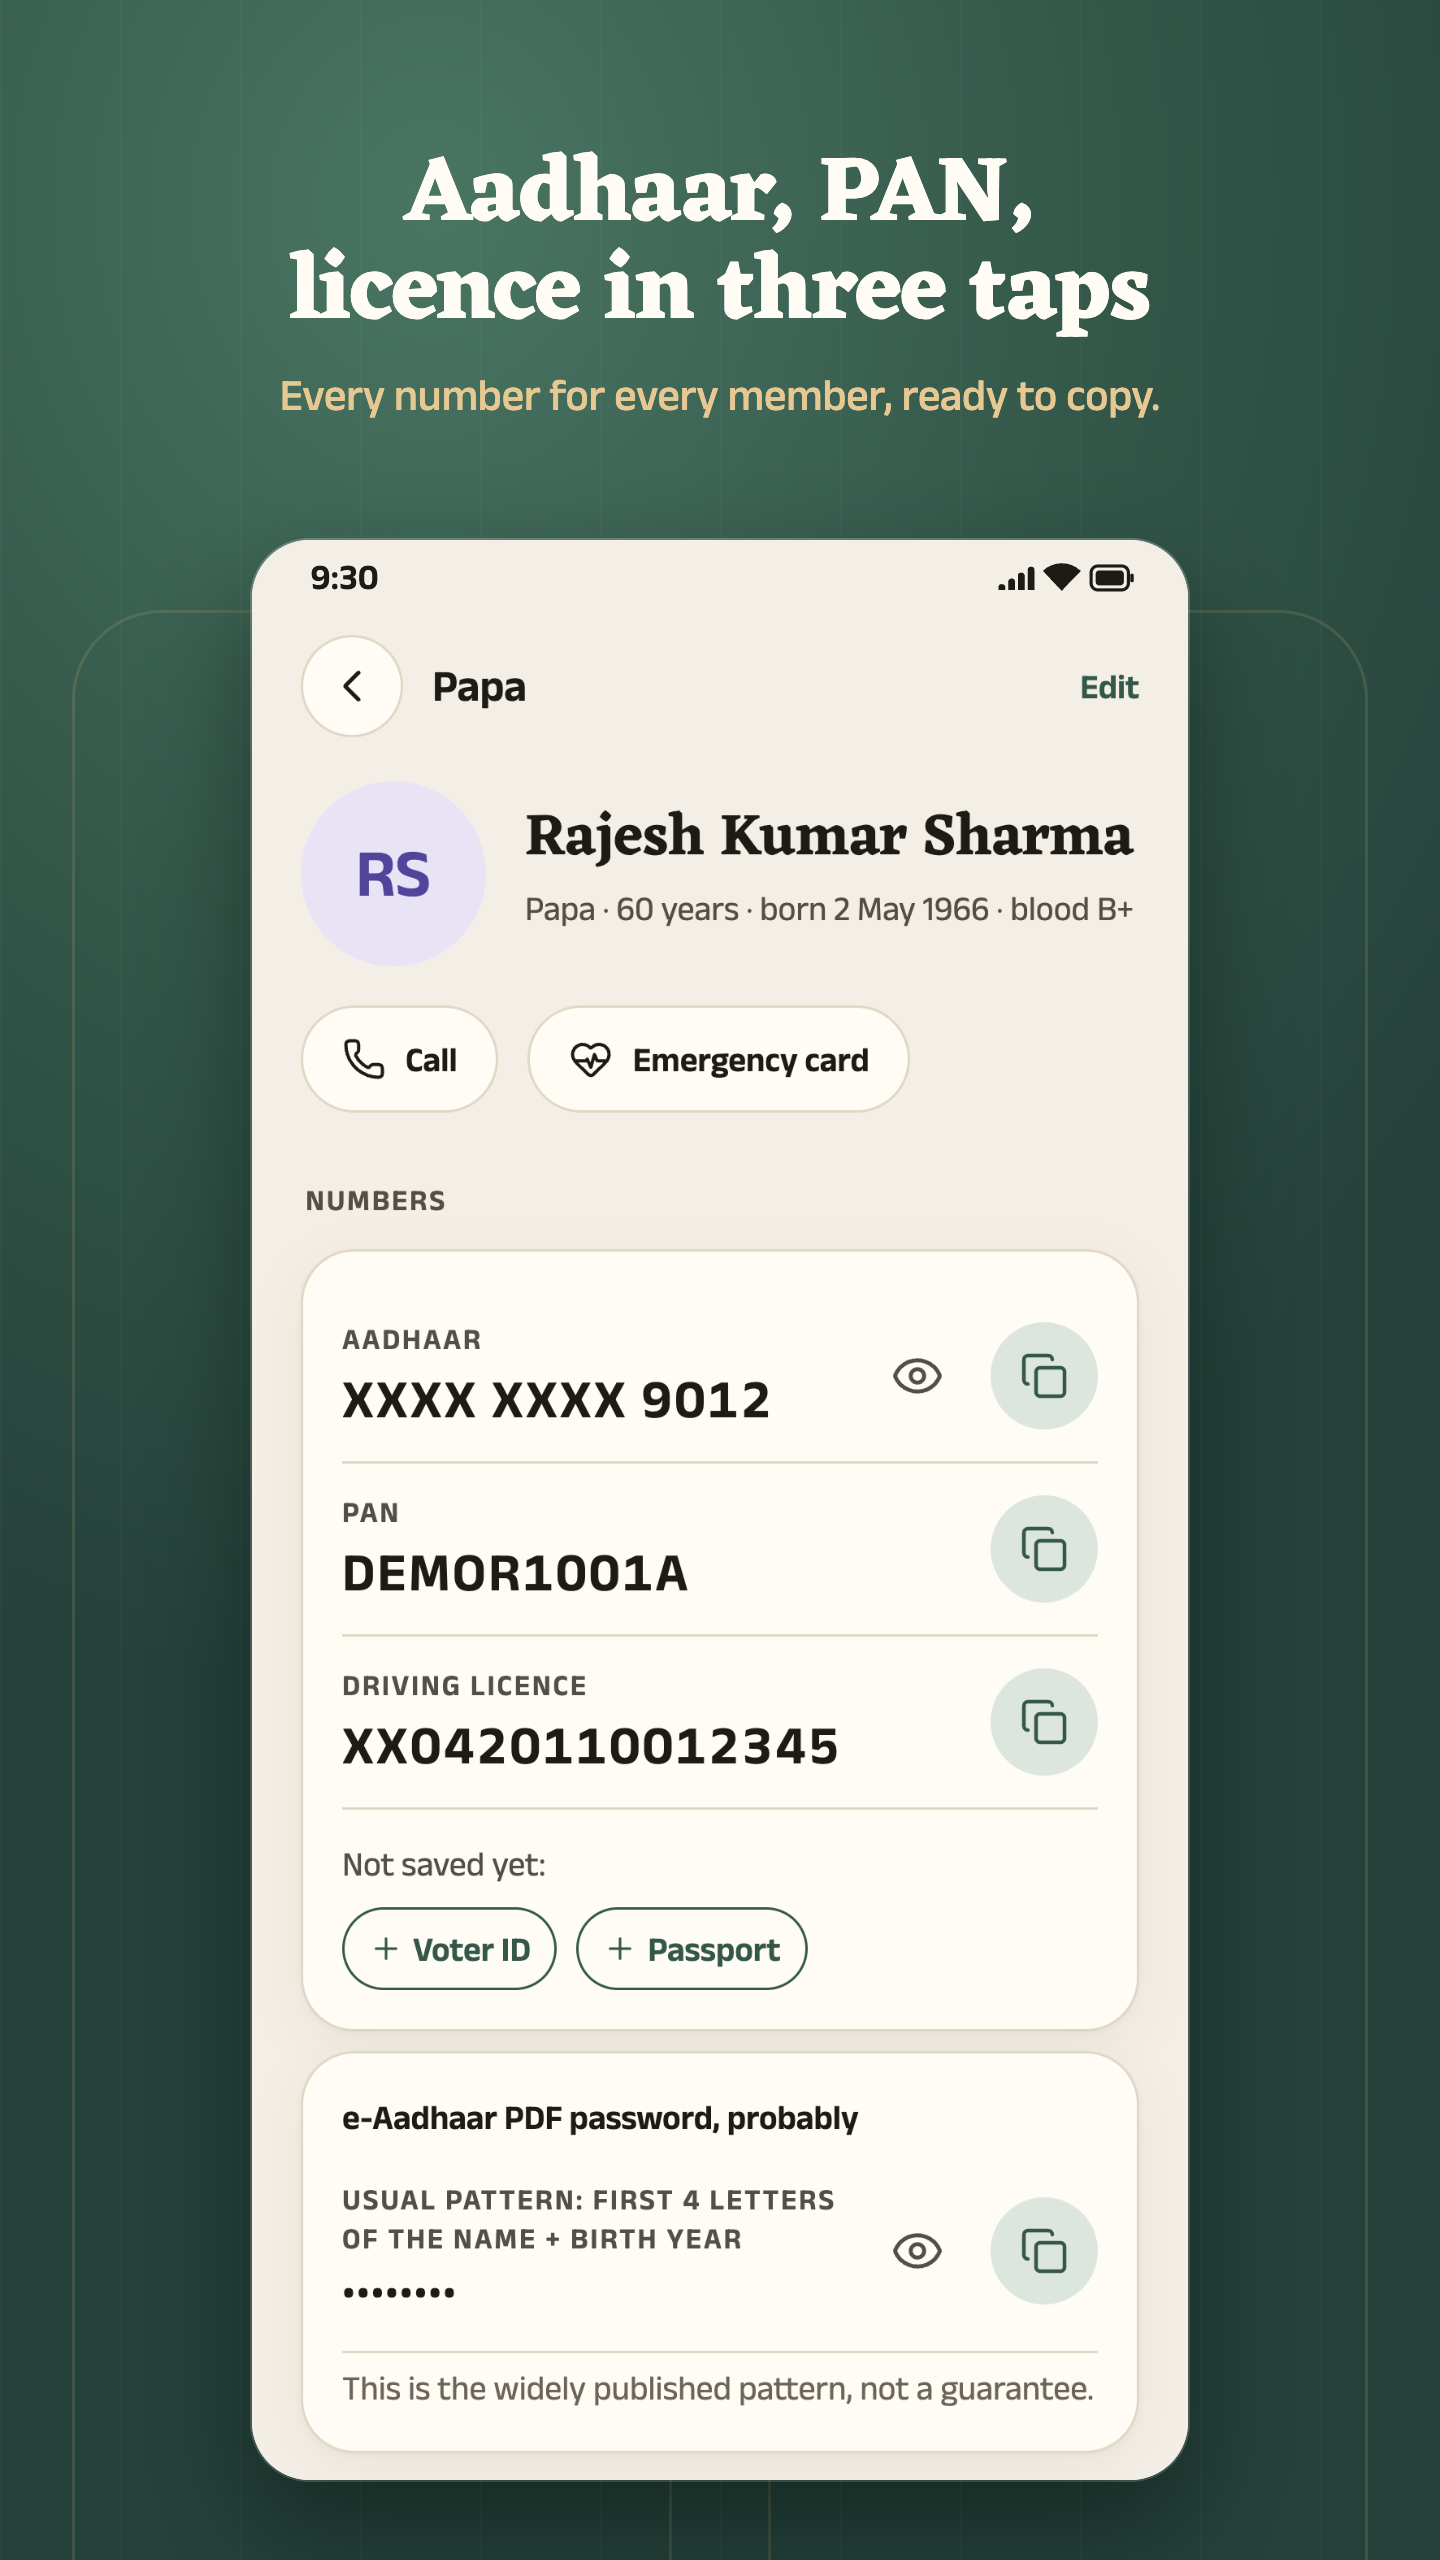 Aadhaar, PAN,
licence in three taps
Every number for every member, ready to copy.
9:30
Papa
Edit
RS
Rajesh Kumar Sharma
Papa · 60 years · born 2 May 1966 · blood B+
Call
Emergency card
NUMBERS
AADHAAR
XXXX XXXX 9012
PAN
DEMOR1001A
DRIVING LICENCE
XX0420110012345
Not saved yet:
+ Voter ID
+ Passport
e-Aadhaar PDF password, probably
USUAL PATTERN: FIRST 4 LETTERS
OF THE NAME + BIRTH YEAR
••••••••
This is the widely published pattern, not a guarantee.